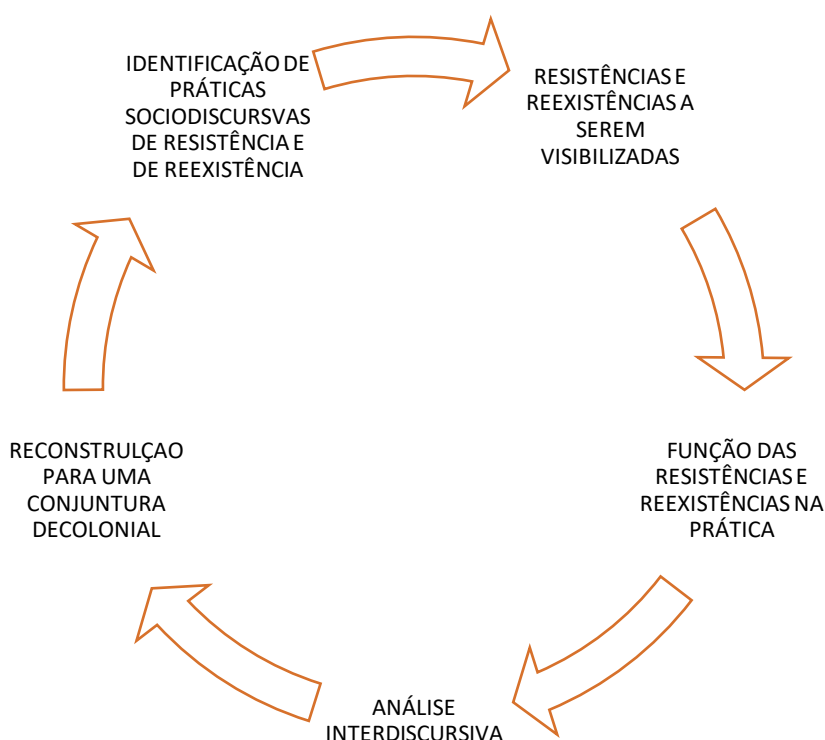 IDENTIFICAÇÃO DE
PRÁTICAS
SOCIODISCURSVAS
DE RESISTÊNCIA E
DE REEXISTÊNCIA
RESISTÊNCIAS E
REEXISTÊNCIAS A
SEREM
VISIBILIZADAS
FUNÇÃO DAS
RESISTÊNCIAS E
REEXISTÊNCIAS NA
PRÁTICA
ANÁLISE
INTERDISCURSIVA
RECONSTRULÇAO
PARA UMA
CONJUNTURA
DECOLONIAL